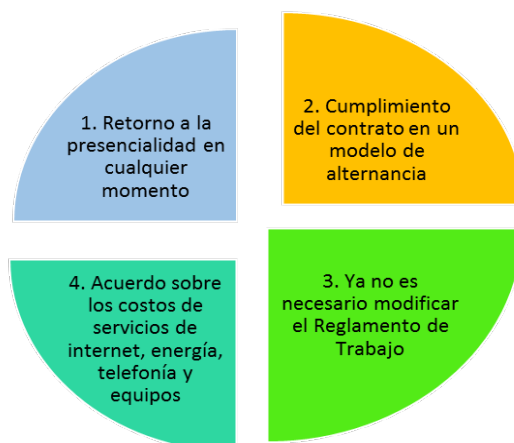 1. Retorno a la
presencialidad en
cualquier
momento
2. Cumplimiento
del contrato en un
modelo de
alternancia
3. Ya no es
necesario modificar
el Reglamento de
Trabajo
4. Acuerdo sobre
los costos de
servicios de
internet, energía,
telefonía y
equipos